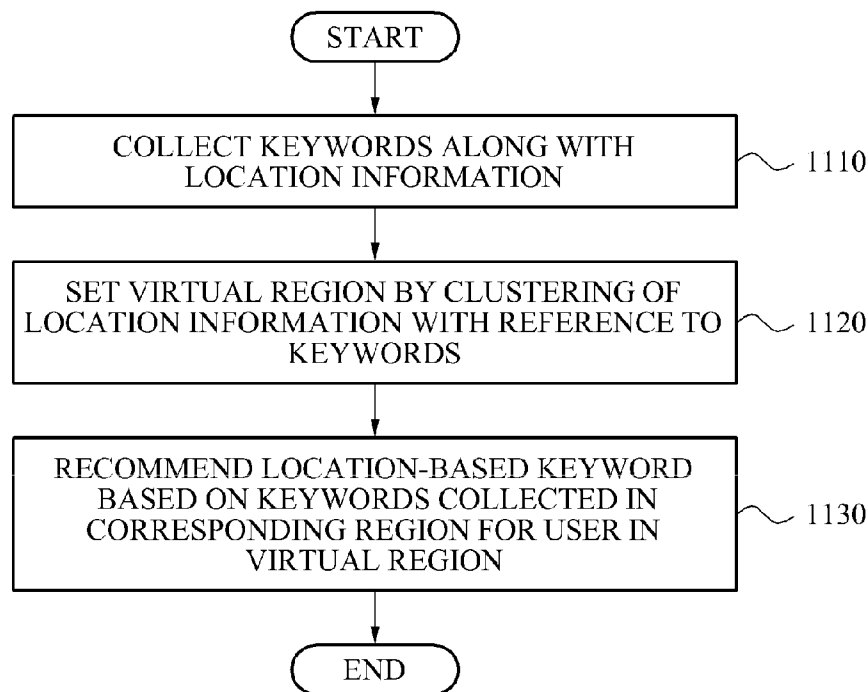 START
COLLECT KEYWORDS ALONG WITH
LOCATION INFORMATION
1110
SET VIRTUAL REGION BY CLUSTERING OF
LOCATION INFORMATION WITH REFERENCE TO
KEYWORDS
1120
RECOMMEND LOCATION-BASED KEYWORD
BASED ON KEYWORDS COLLECTED IN
CORRESPONDING REGION FOR USER IN
VIRTUAL REGION
1130
END